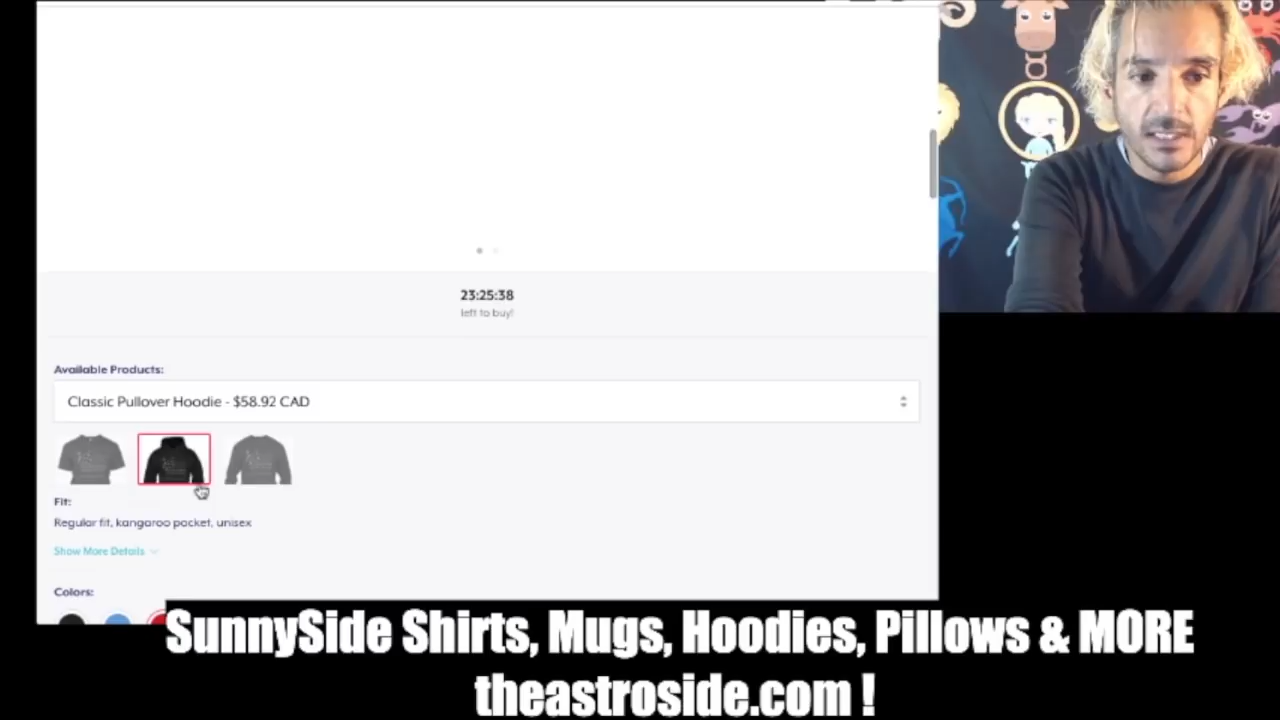 23:25:38
left to buy!
Available Products:
Classic Pullover Hoodie - $58.92 CAD
Fit:
Regular fit, kangaroo pocket, unisex
Show More Details
Colors:
SunnySide Shirts, Mugs, Hoodies, Pillows & MORE
theastroside.com !